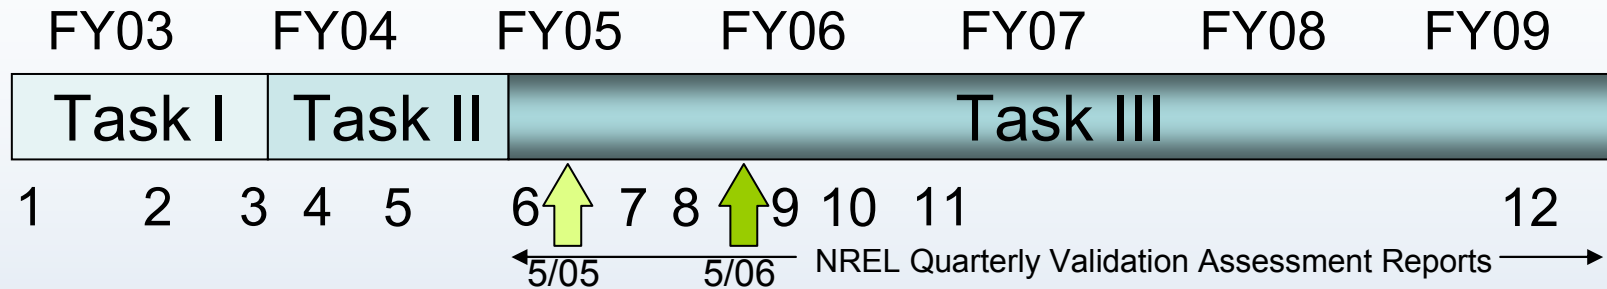 FY03 FY04 FY05 FY06 FY07 FY08 FY09
Task I Task II Task III
1 2 3 4 5 6 7 8 9 10 11 12
5/05 5/06 NREL Quarterly Validation Assessment Reports